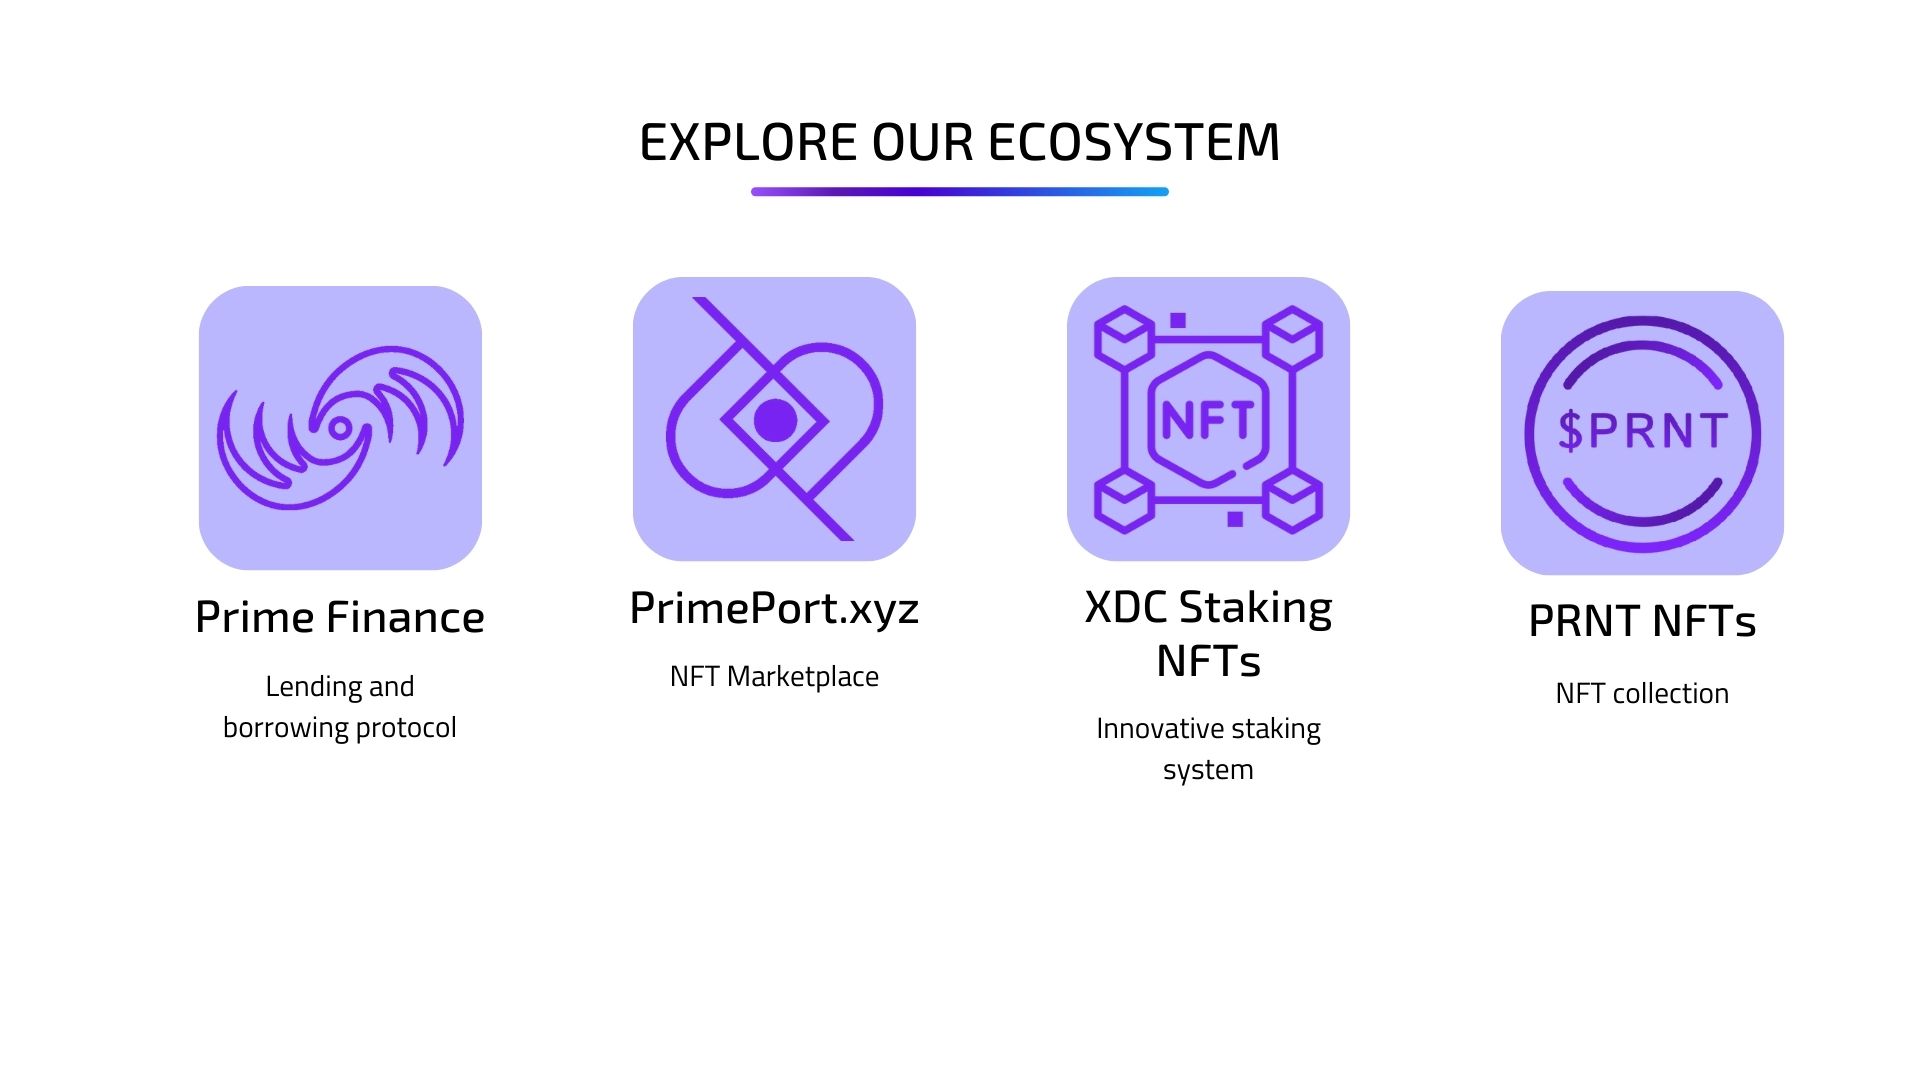 EXPLORE OUR ECOSYSTEM
NFT
$PRNT
Prime Finance
Lending and
borrowing protocol
PrimePort.xyz
NFT Marketplace
XDC Staking
NFTs
Innovative staking
system
PRNT NFTs
NFT collection